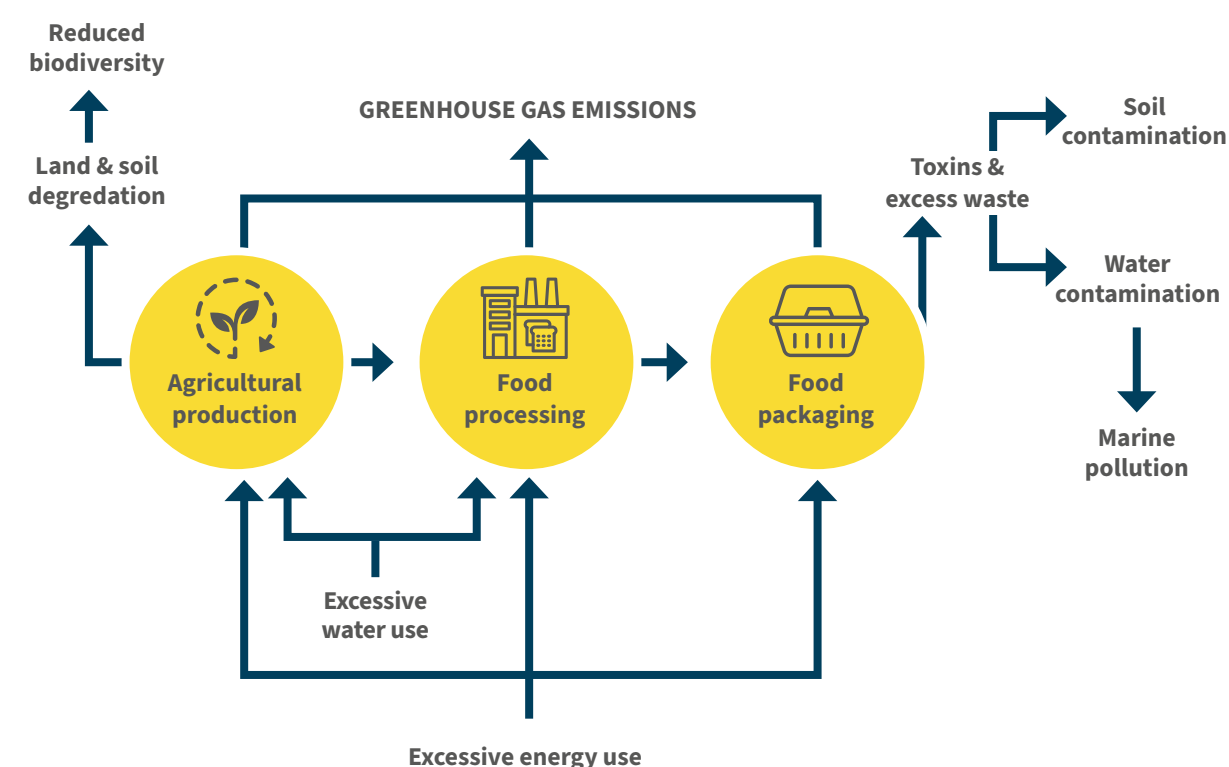 Reduced
biodiversity
GREENHOUSE GAS EMISSIONS
Soil
contamination
Land & soil
degredation
Toxins &
excess waste
Water
contamination
Agricultural
production
Food
processing
Food
packaging
Marine
pollution
Excessive
water use
Excessive energy use